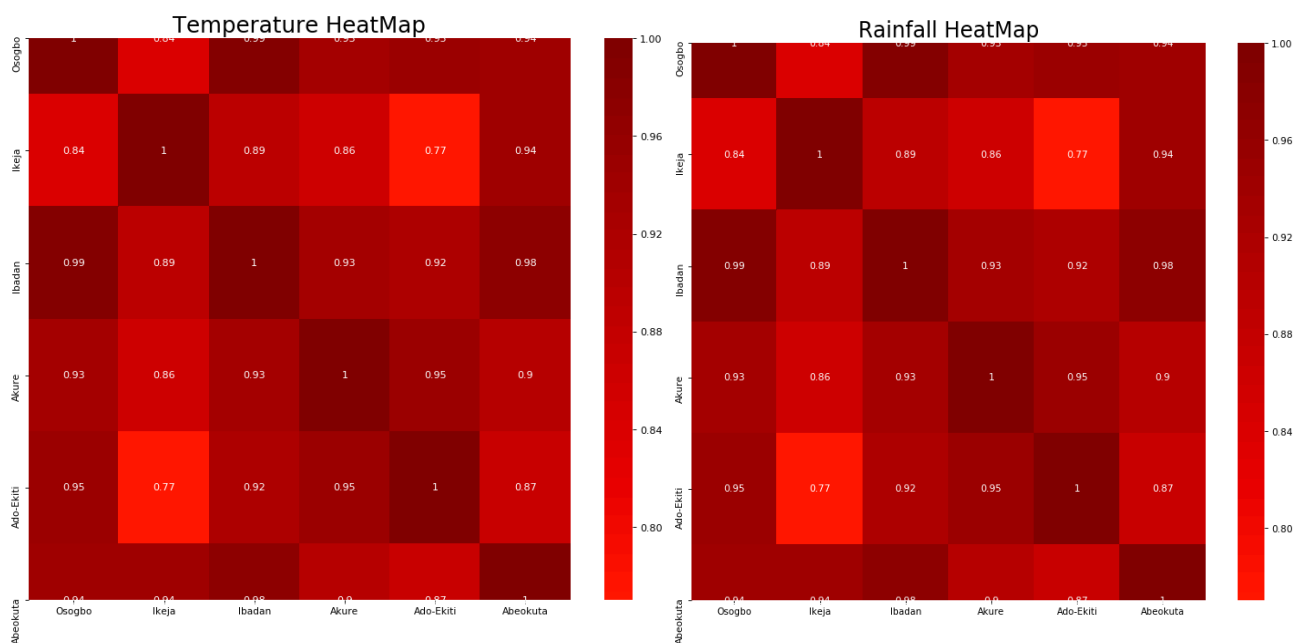 Temperature HeatMap
Osogbo 1 0.84 0.99 0.93 0.95 0.94 1.00
Ikeja 0.84 1 0.89 0.86 0.77 0.94 0.96
Ibadan 0.99 0.89 1 0.93 0.92 0.98 0.92
0.88
Akure 0.93 0.86 0.93 1 0.95 0.9
0.84
Ado-Ekiti 0.95 0.77 0.92 0.95 1 0.87 0.80
Abeokuta 0.94 0.94 0.98 0.9 0.87 1
Osogbo Ikeja Ibadan Akure Ado-Ekiti Abeokuta
Rainfall HeatMap
Osogbo 1 0.84 0.99 0.93 0.95 0.94 1.00
Ikeja 0.84 1 0.89 0.86 0.77 0.94 0.96
Ibadan 0.99 0.89 1 0.93 0.92 0.98 0.92
0.88
Akure 0.93 0.86 0.93 1 0.95 0.9
0.84
Ado-Ekiti 0.95 0.77 0.92 0.95 1 0.87 0.80
Abeokuta 0.94 0.94 0.98 0.9 0.87 1
Osogbo Ikeja Ibadan Akure Ado-Ekiti Abeokuta